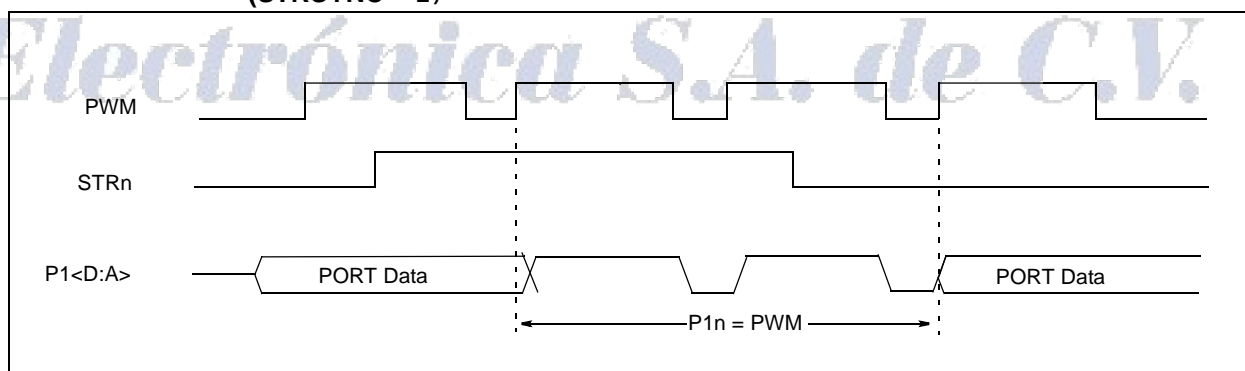 Electrónica S.A. de C.V.
PWM
STRn
P1<D:A>
PORT Data
PORT Data
P1n = PWM